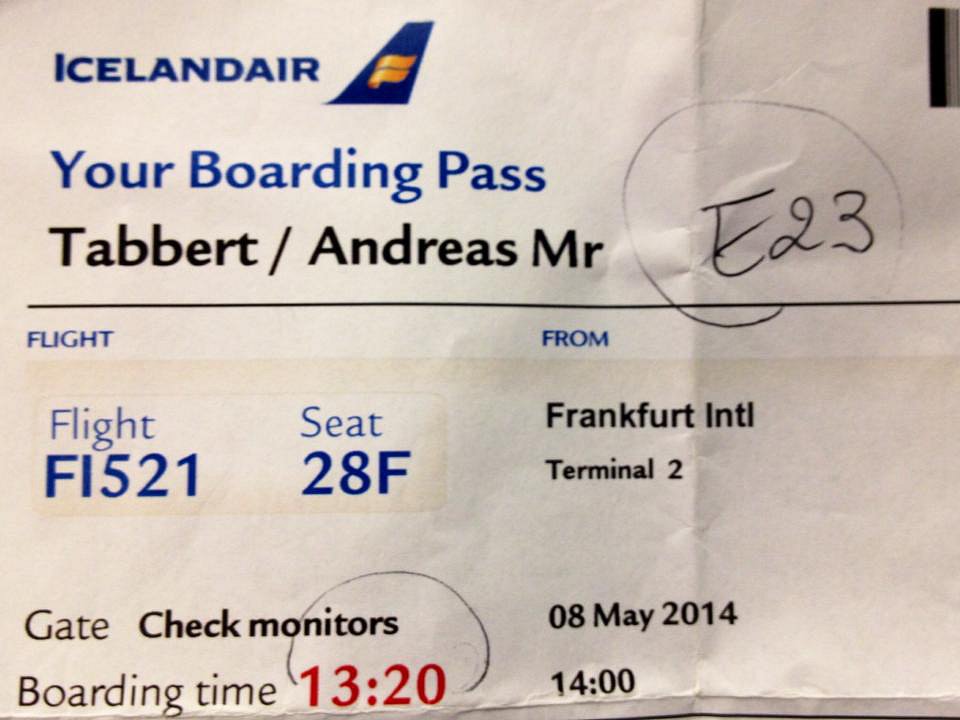 ICELANDAIR
Your Boarding Pass
Tabbert / Andreas Mr
E23
FLIGHT FROM
Flight Seat Frankfurt Intl
FI521 28F Terminal 2
Gate Check monitors 08 May 2014
Boarding time 13:20 14:00